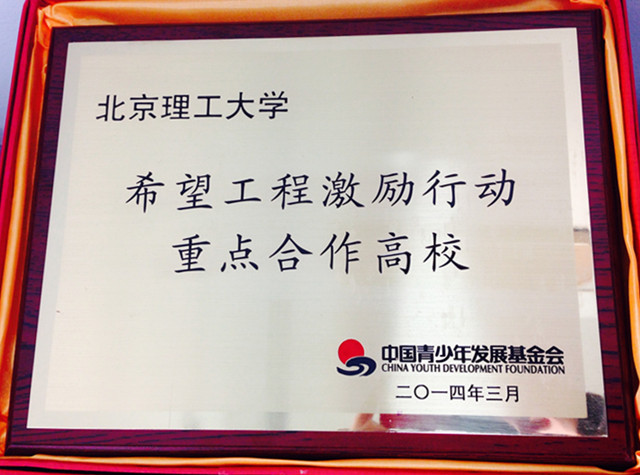 北京理工大学
希望工程激励行动
重点合作高校
中国青少年发展基金会
CHINA YOUTH DEVELOPMENT FOUNDATION
二〇一四年三月